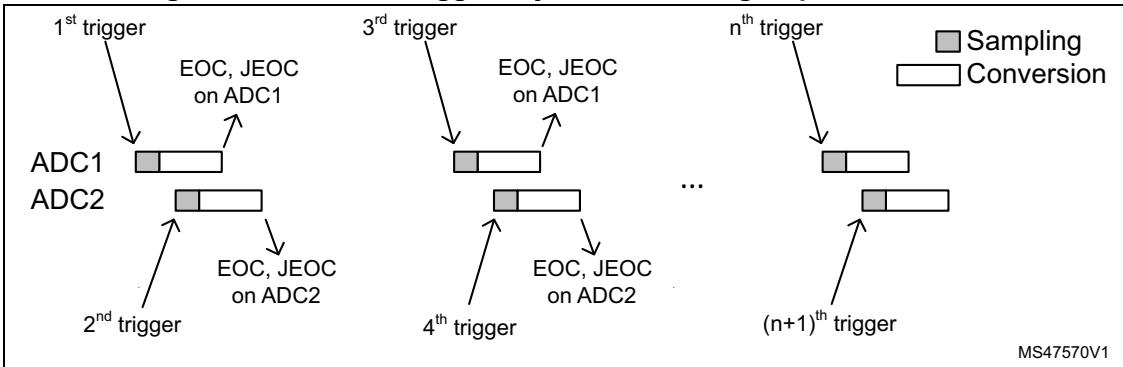 1st trigger
3rd trigger
nth trigger
Sampling
Conversion
EOC, JEOC
on ADC1
EOC, JEOC
on ADC1
ADC1
ADC2
...
EOC, JEOC
on ADC2
EOC, JEOC
on ADC2
2nd trigger
4th trigger
(n+1)th trigger
MS47570V1